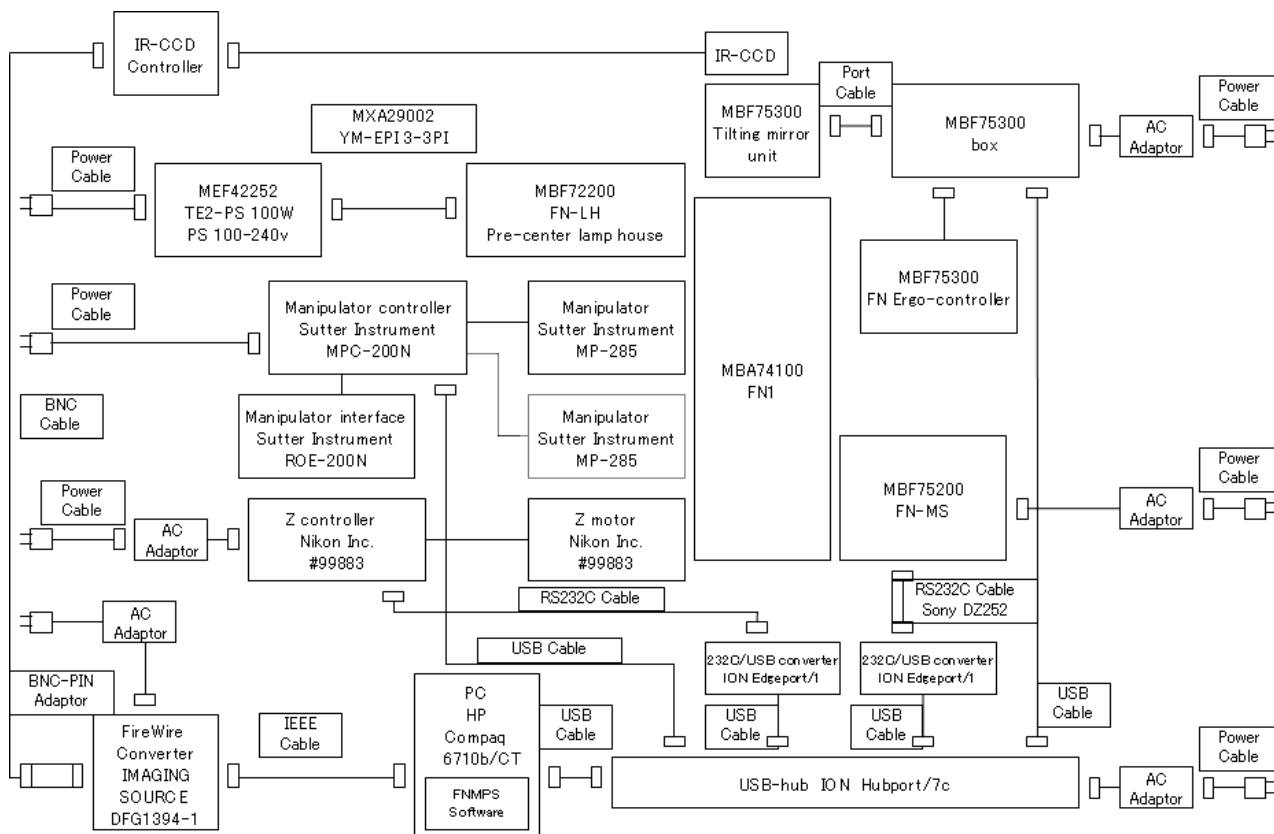 IR-CCD
Controller
IR-CCD
Port
Cable
Power
Cable
MXA29002
YM-EPI 3-3PI
MBF75300
Tilting mirror
unit
MBF75300
box
AC
Adaptor
Power
Cable
MEF42252
TE2-PS 100W
PS 100-240v
MBF72200
FN-LH
Pre-center lamp house
MBF75300
FN Ergo-controller
Power
Cable
Manipulator controller
Sutter Instrument
MPC-200N
Manipulator
Sutter Instrument
MP-285
MBA74100
FN1
BNC
Cable
Manipulator interface
Sutter Instrument
ROE-200N
Manipulator
Sutter Instrument
MP-285
MBF75200
FN-MS
AC
Adaptor
Power
Cable
Power
Cable
AC
Adaptor
Z controller
Nikon Inc.
#99883
Z motor
Nikon Inc.
#99883
RS232C Cable
RS232C Cable
Sony DZ252
AC
Adaptor
USB Cable
232C/USB converter
ION Edgeport/1
232C/USB converter
ION Edgeport/1
BNC-PIN
Adaptor
FireWire
Converter
IMAGING
SOURCE
DFG1394-1
IEEE
Cable
PC
HP
Compaq
6710b/CT
FNMPS
Software
USB
Cable
USB
Cable
USB
Cable
USB
Cable
USB-hub ION Hubport/7c
AC
Adaptor
Power
Cable